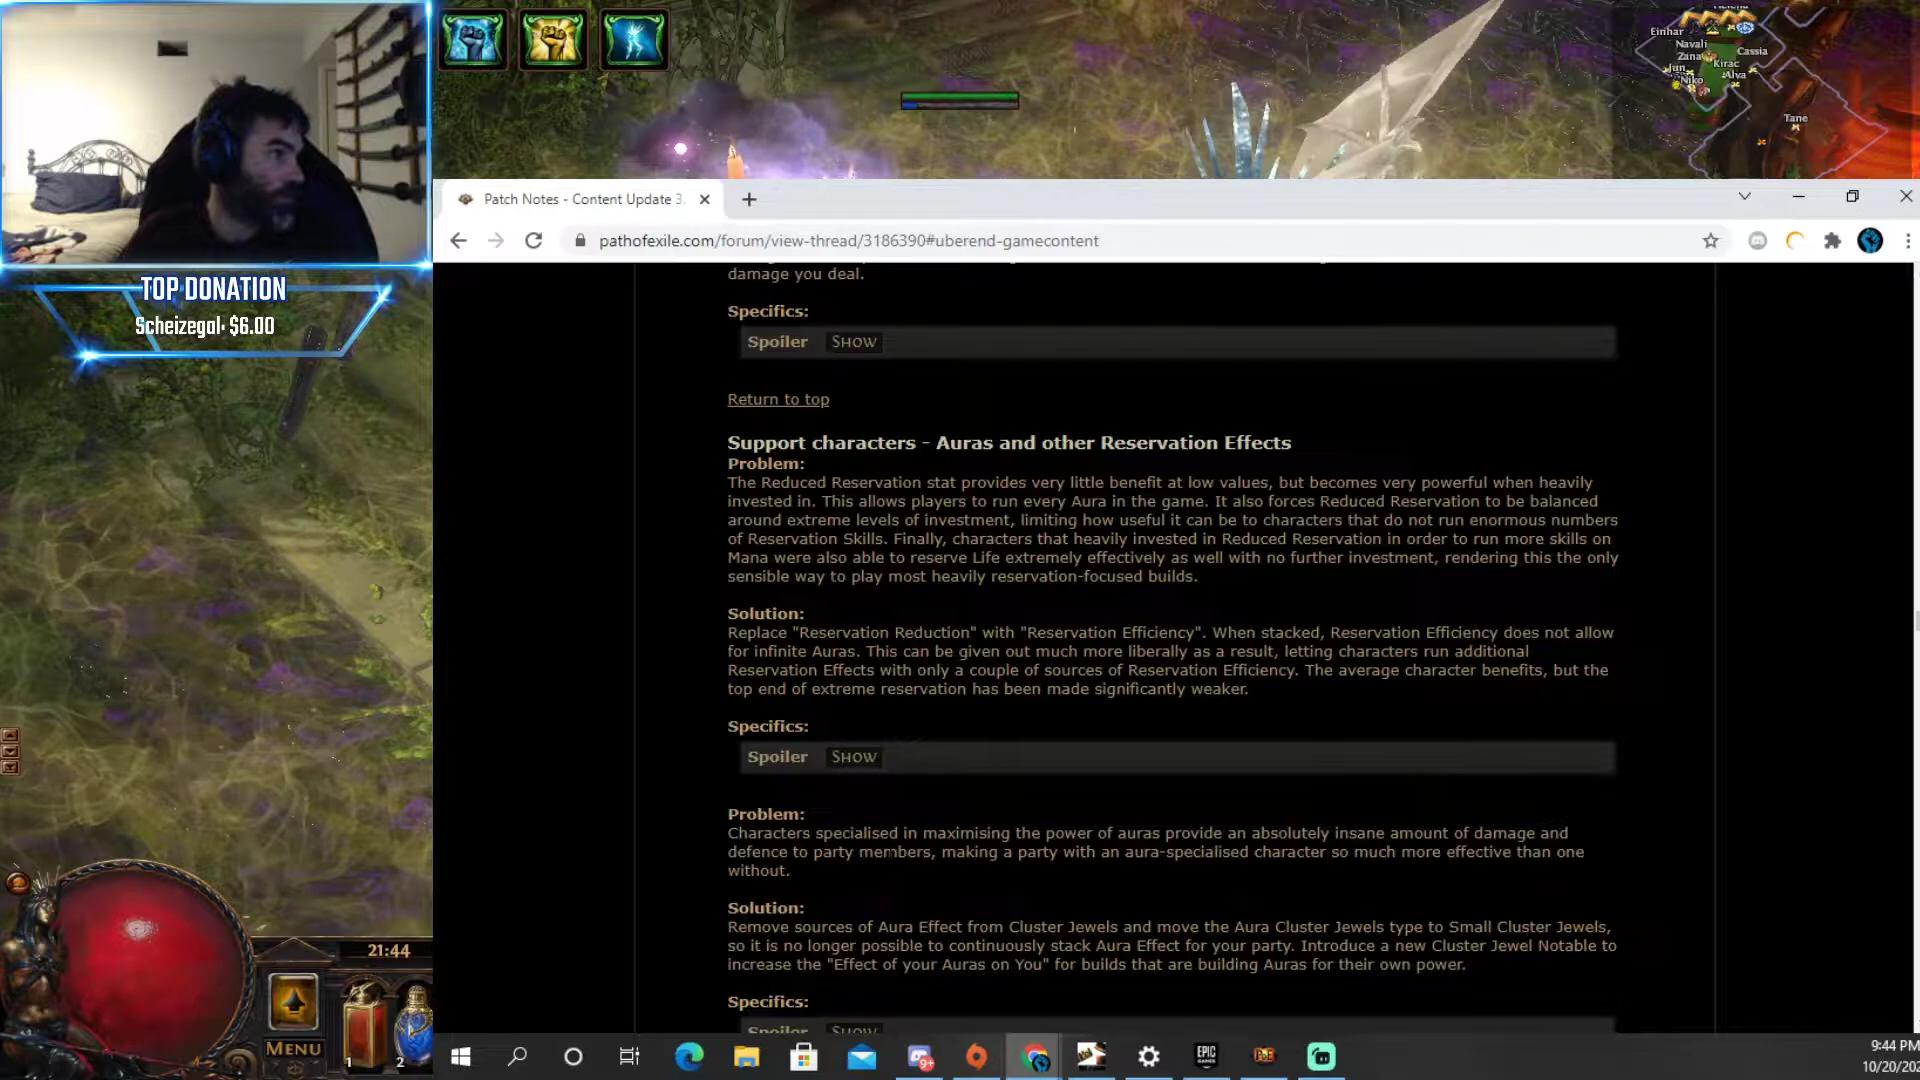 TOP DONATION
Scheizegal: $6.00
Einhar
Navali
Zana
Cassia
Jun
Kirac
Niko
Alva
Tane
Patch Notes - Content Update 3.
pathofexile.com/forum/view-thread/3186390#uberend-gamecontent
damage you deal.
Specifics:
Spoiler SHOW
Return to top
Support characters - Auras and other Reservation Effects
Problem:
The Reduced Reservation stat provides very little benefit at low values, but becomes very powerful when heavily
invested in. This allows players to run every Aura in the game. It also forces Reduced Reservation to be balanced
around extreme levels of investment, limiting how useful it can be to characters that do not run enormous numbers
of Reservation Skills. Finally, characters that heavily invested in Reduced Reservation in order to run more skills on
Mana were also able to reserve Life extremely effectively as well with no further investment, rendering this the only
sensible way to play most heavily reservation-focused builds.
Solution:
Replace "Reservation Reduction" with "Reservation Efficiency". When stacked, Reservation Efficiency does not allow
for infinite Auras. This can be given out much more liberally as a result, letting characters run additional
Reservation Effects with only a couple of sources of Reservation Efficiency. The average character benefits, but the
top end of extreme reservation has been made significantly weaker.
Specifics:
Spoiler SHOW
Problem:
Characters specialised in maximising the power of auras provide an absolutely insane amount of damage and
defence to party members, making a party with an aura-specialised character so much more effective than one
without.
Solution:
Remove sources of Aura Effect from Cluster Jewels and move the Aura Cluster Jewels type to Small Cluster Jewels,
so it is no longer possible to continuously stack Aura Effect for your party. Introduce a new Cluster Jewel Notable to
increase the "Effect of your Auras on You" for builds that are building Auras for their own power.
Specifics:
Spoiler SHOW
21:44
MENU
1
2
9+
EPIC
GAMES
PoE
9:44 PM
10/20/202